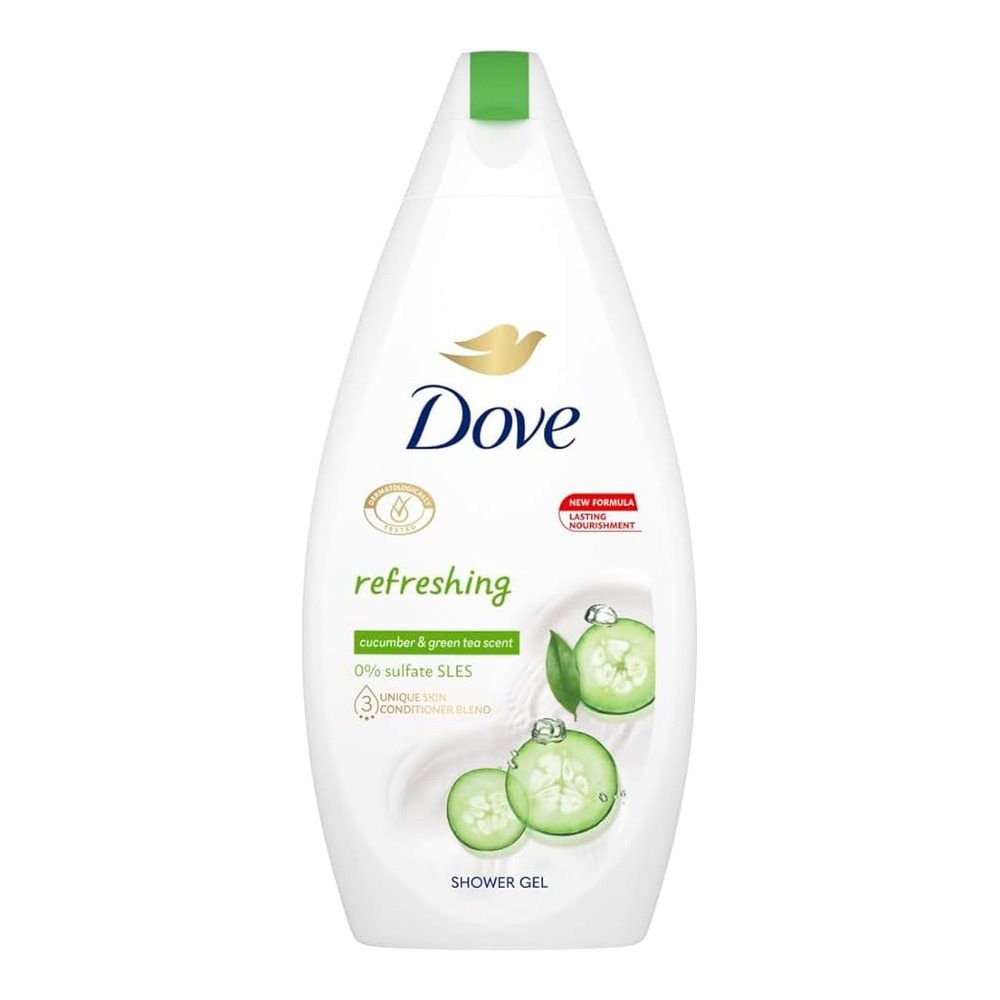 Dove
DERMATOLOGICALLY
TESTED
NEW FORMULA
LASTING
NOURISHMENT
refreshing
cucumber & green tea scent
0% sulfate SLES
3 UNIQUE SKIN
CONDITIONER BLEND
SHOWER GEL